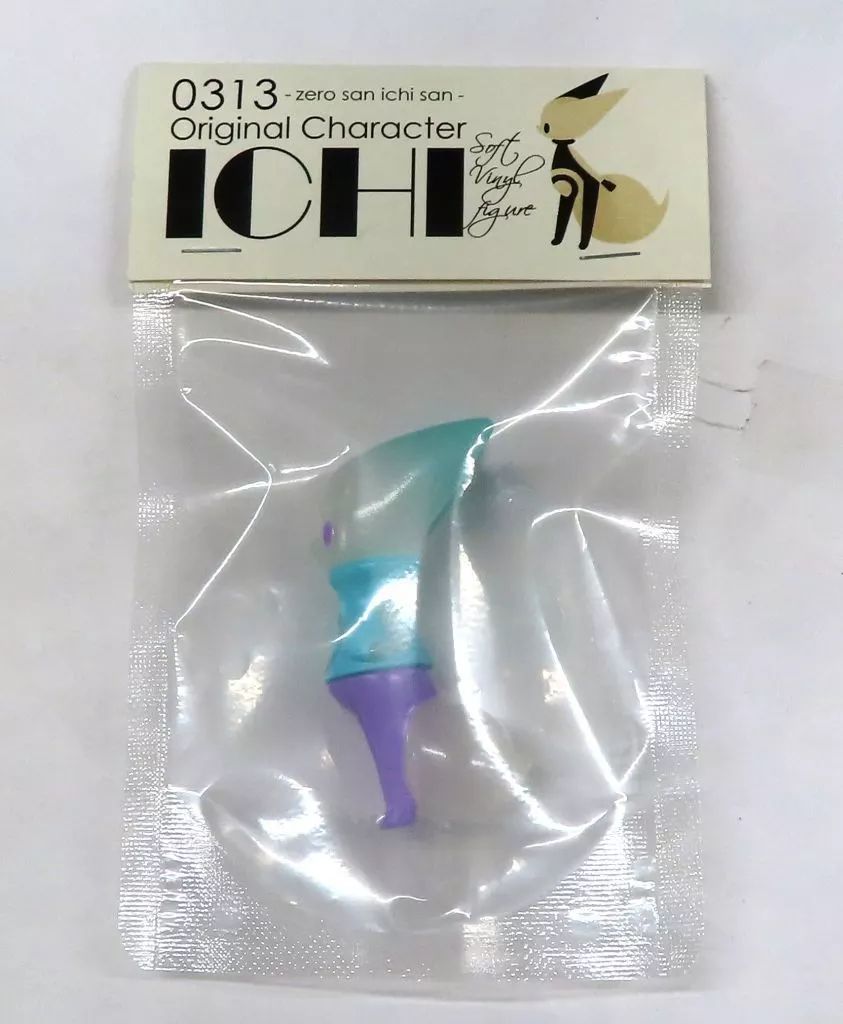 0313 - zero san ichi san -
Original Character
ICHI
Soft
Vinyl
figure